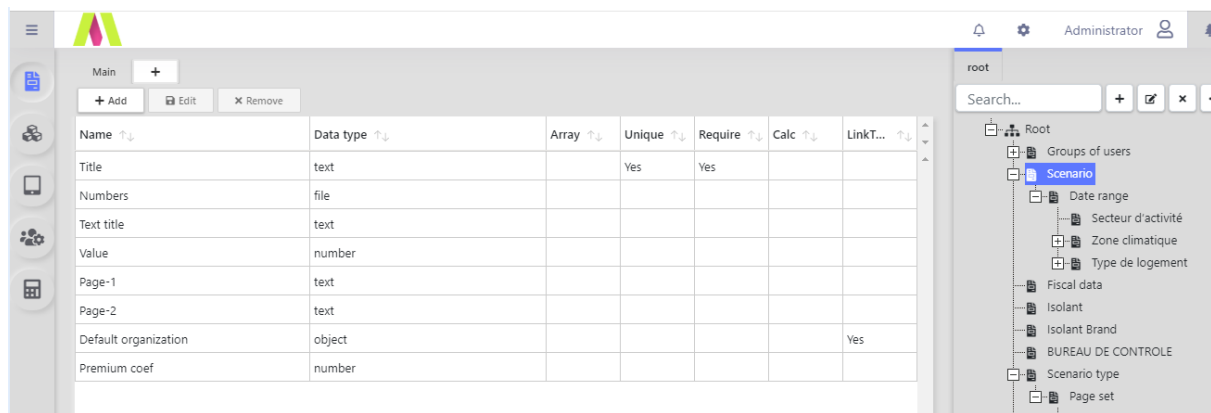 Administrator
Main +
root
+ Add Edit × Remove
Search...
Name Data type Array Unique Require Calc LinkT...
Title text Yes Yes
Numbers file
Text title text
Value number
Page-1 text
Page-2 text
Default organization object Yes
Premium coef number
Root
Groups of users
Scenario
Date range
Secteur d'activité
Zone climatique
Type de logement
Fiscal data
Isolant
Isolant Brand
BUREAU DE CONTROLE
Scenario type
Page set